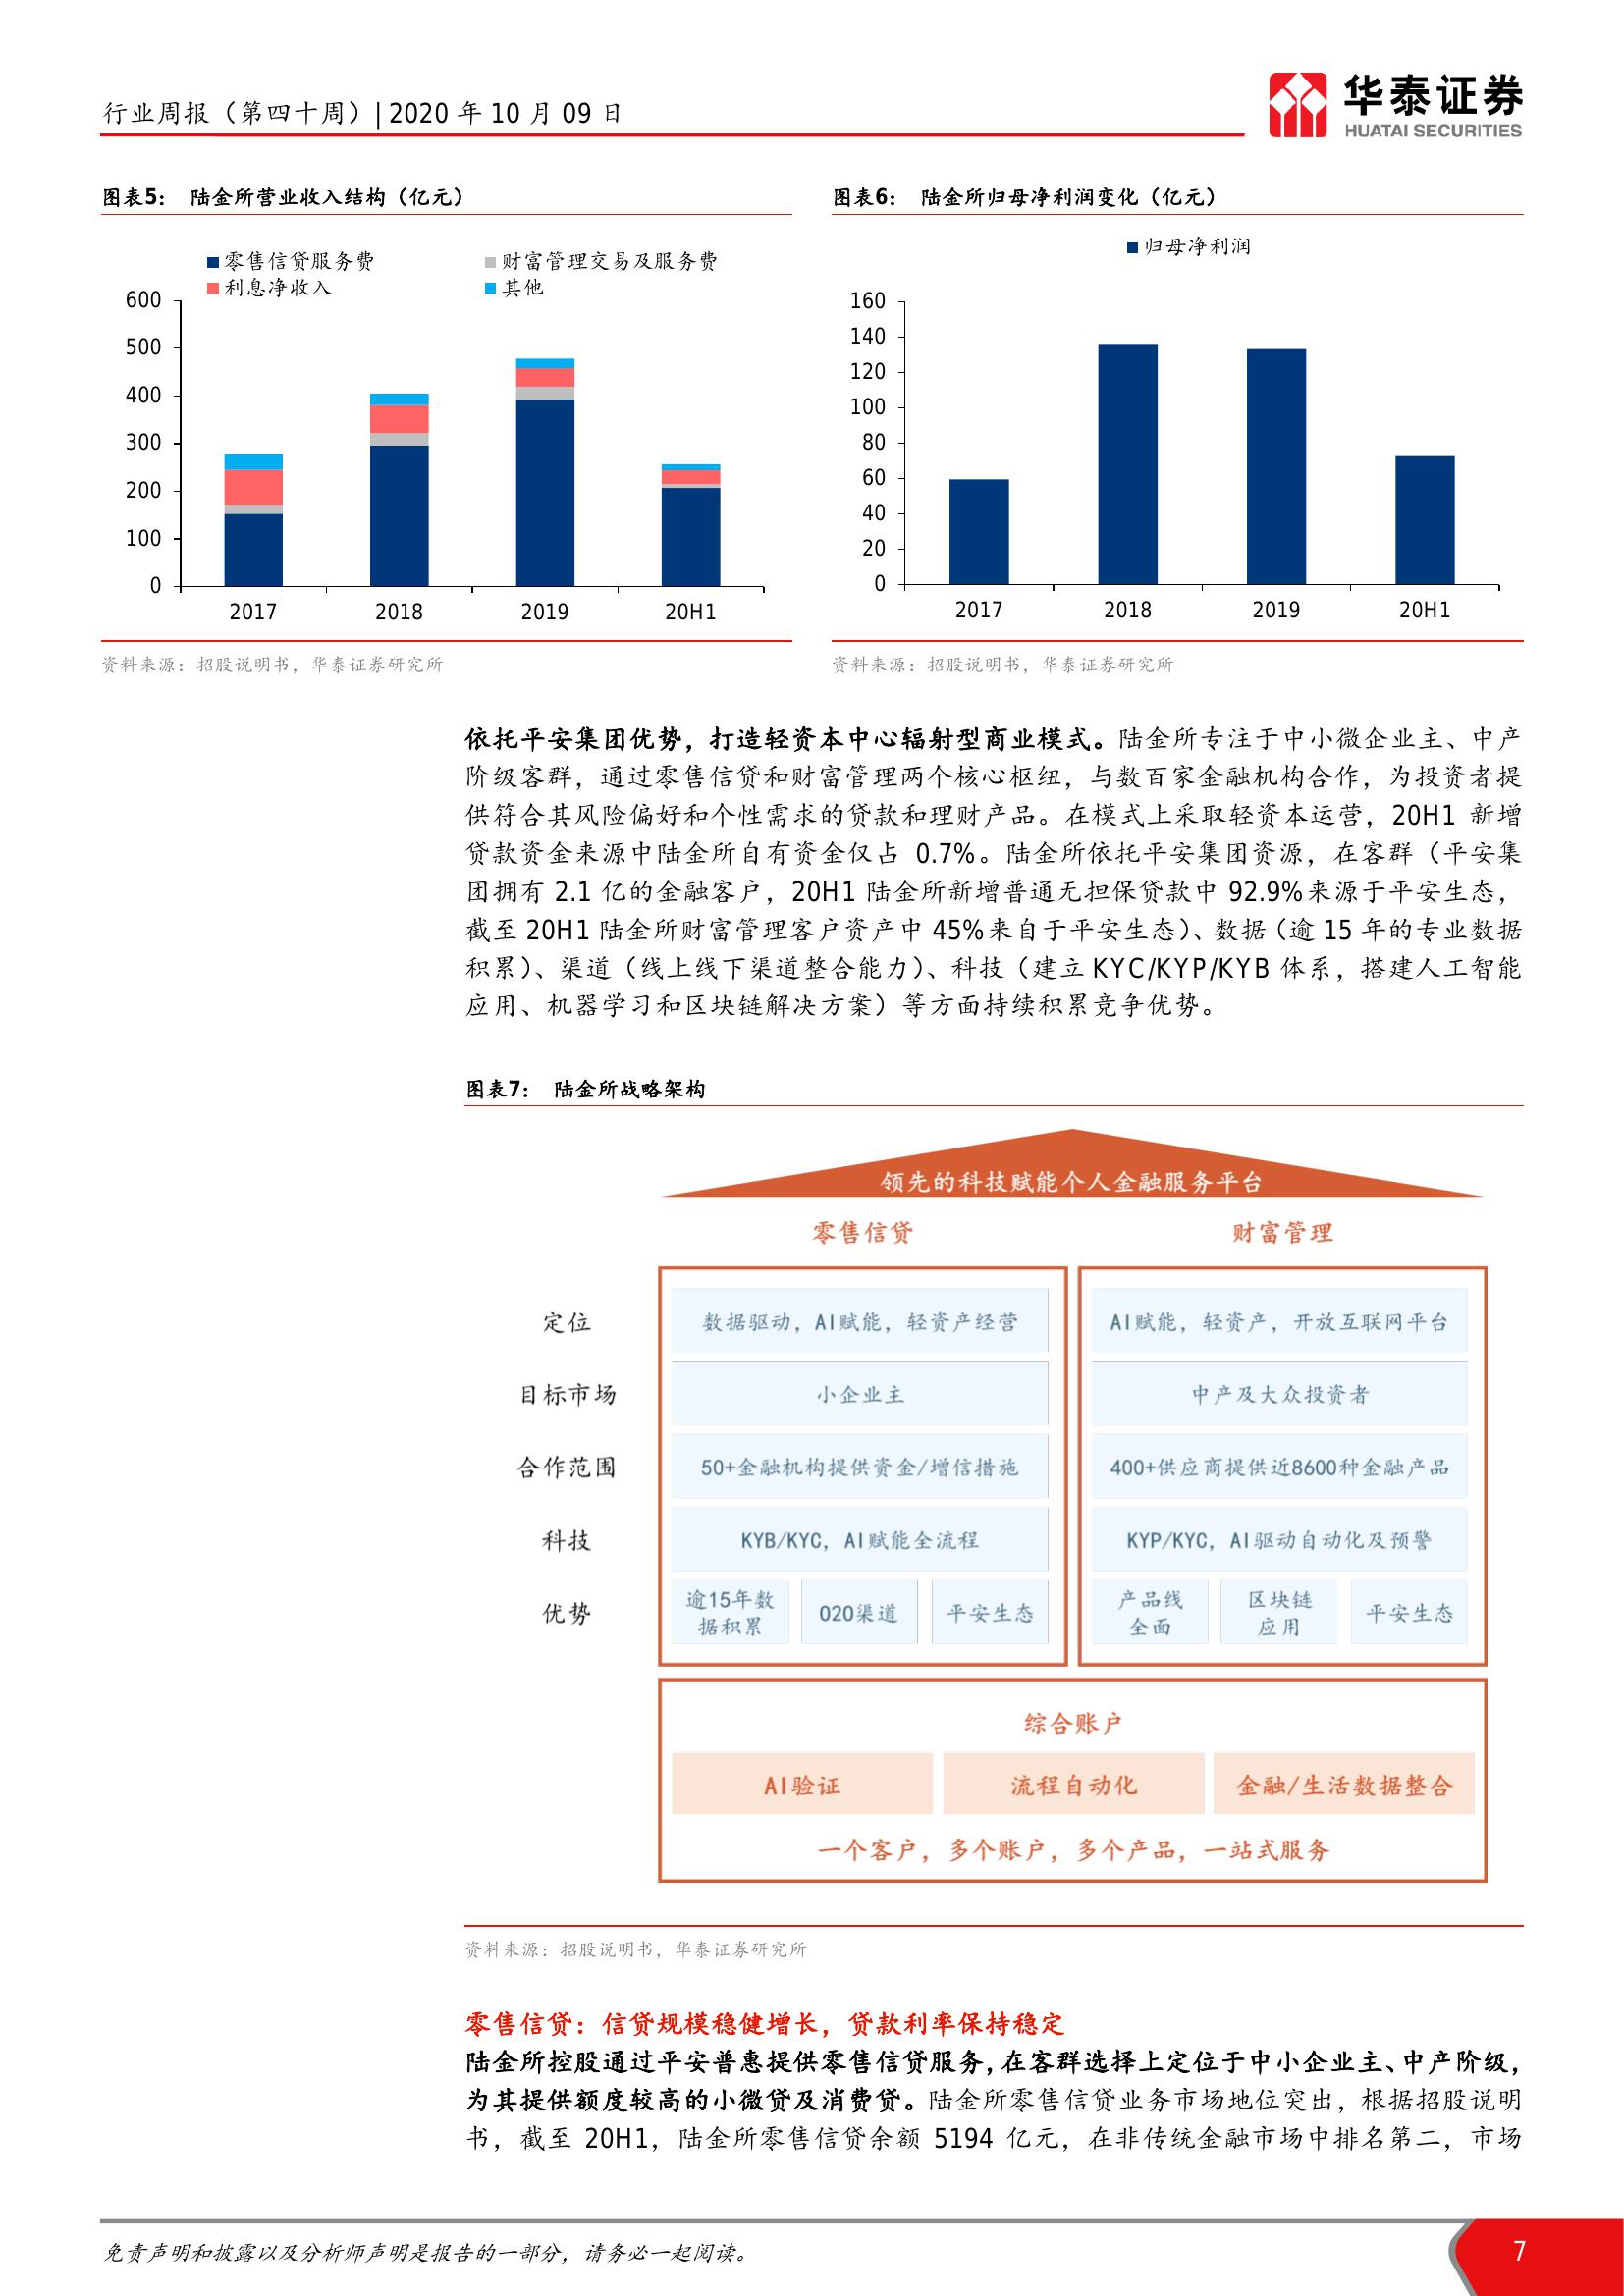 行业周报（第四十周）| 2020 年 10 月 09 日
华泰证券
HUATAI SECURITIES
图表5： 陆金所营业收入结构（亿元）
零售信贷服务费 财富管理交易及服务费
利息净收入 其他
600
500
400
300
200
100
0
2017 2018 2019 20H1
资料来源：招股说明书，华泰证券研究所
图表6： 陆金所归母净利润变化（亿元）
归母净利润
160
140
120
100
80
60
40
20
0
2017 2018 2019 20H1
资料来源：招股说明书，华泰证券研究所
依托平安集团优势，打造轻资本中心辐射型商业模式。陆金所专注于中小微企业主、中产
阶级客群，通过零售信贷和财富管理两个核心枢纽，与数百家金融机构合作，为投资者提
供符合其风险偏好和个性需求的贷款和理财产品。在模式上采取轻资本运营，20H1 新增
贷款资金来源中陆金所自有资金仅占 0.7%。陆金所依托平安集团资源，在客群（平安集
团拥有 2.1 亿的金融客户，20H1 陆金所新增普通无担保贷款中 92.9%来源于平安生态，
截至 20H1 陆金所财富管理客户资产中 45%来自于平安生态）、数据（逾 15 年的专业数据
积累）、渠道（线上线下渠道整合能力）、科技（建立 KYC/KYP/KYB 体系，搭建人工智能
应用、机器学习和区块链解决方案）等方面持续积累竞争优势。
图表7： 陆金所战略架构
领先的科技赋能个人金融服务平台
零售信贷 财富管理
定位 数据驱动，AI赋能，轻资产经营 AI赋能，轻资产，开放互联网平台
目标市场 小企业主 中产及大众投资者
合作范围 50+金融机构提供资金/增信措施 400+供应商提供近8600种金融产品
科技 KYB/KYC，AI赋能全流程 KYP/KYC，AI驱动自动化及预警
优势 逾15年数据积累 O2O渠道 平安生态 产品线全面 区块链应用 平安生态
综合账户
AI验证 流程自动化 金融/生活数据整合
一个客户，多个账户，多个产品，一站式服务
资料来源：招股说明书，华泰证券研究所
零售信贷：信贷规模稳健增长，贷款利率保持稳定
陆金所控股通过平安普惠提供零售信贷服务，在客群选择上定位于中小企业主、中产阶级，
为其提供额度较高的小微贷及消费贷。陆金所零售信贷业务市场地位突出，根据招股说明
书，截至 20H1，陆金所零售信贷余额 5194 亿元，在非传统金融市场中排名第二，市场
免责声明和披露以及分析师声明是报告的一部分，请务必一起阅读。
7